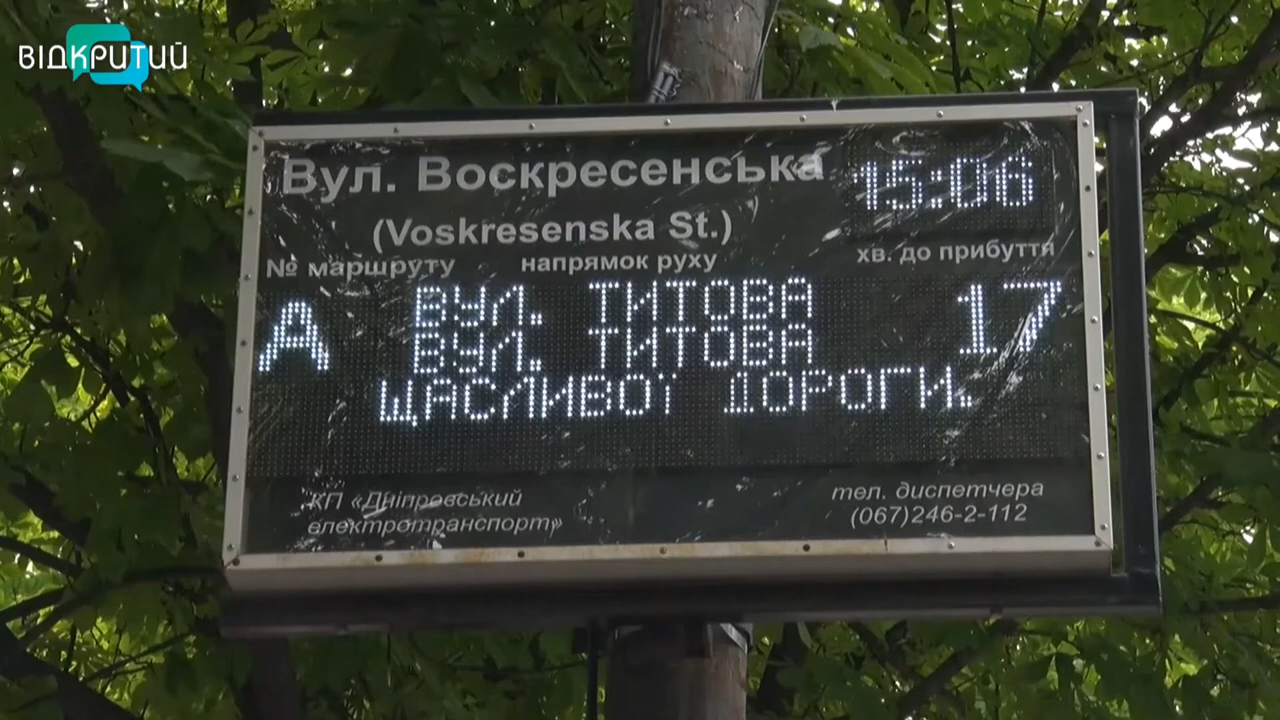 ВІДКРИТИЙ
Вул. Воскресенська
15:06
(Voskresenska St.)
№ маршруту напрямок руху хв. до прибуття
А ВУЛ. ТИТОВА 17
ВУЛ. ТИТОВА
ЩАСЛИВОЇ ДОРОГИ.
КП «Дніпровський
електротранспорт»
тел. диспетчера
(067)246-2-112